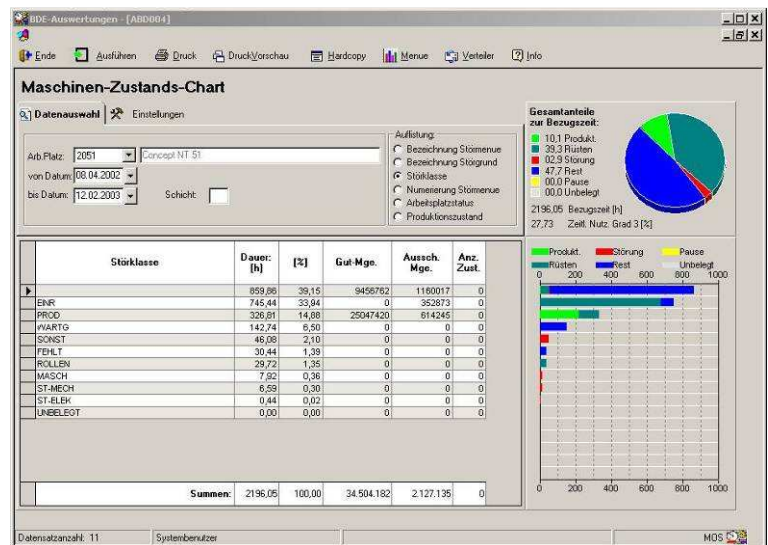 BDE-Auswertungen - [ABD004]
Ende Ausführen Druck DruckVorschau Hardcopy Menue Verteiler Info
Maschinen-Zustands-Chart
Datenauswahl Einstellungen
Arb.Platz: 2051 Concept NT 51
von Datum: 08.04.2002
bis Datum: 12.02.2003 Schicht:
Auflistung:
Bezeichnung Störmenue
Bezeichnung Störgrund
Störklasse
Numerierung Störmenue
Arbeitsplatzstatus
Produktionszustand
Gesamtanteile
zur Bezugszeit:
10,1 Produkt.
39,3 Rüsten
02,9 Störung
47,7 Rest
00,0 Pause
00,0 Unbelegt
2196,05 Bezugszeit [h]
27,73 Zeitl. Nutz. Grad 3 [%]
Störklasse Dauer: [h] [%] Gut-Mge. Aussch. Mge. Anz. Zust.
859,86 39,15 9456762 1160017 0
EINR 745,44 33,94 0 352873 0
PROD 326,81 14,88 25047420 614245 0
WARTG 142,74 6,50 0 0 0
SONST 46,08 2,10 0 0 0
FEHLT 30,44 1,39 0 0 0
ROLLEN 29,72 1,35 0 0 0
MASCH 7,92 0,36 0 0 0
ST-MECH 6,59 0,30 0 0 0
ST-ELEK 0,44 0,02 0 0 0
UNBELEGT 0,00 0,00 0 0 0
Summen: 2196,05 100,00 34.504.182 2.127.135 0
Produkt. Störung Pause
Rüsten Rest Unbelegt
0 200 400 600 800 1000
0 200 400 600 800 1000
Datensatzanzahl: 11 Systembenutzer MOS